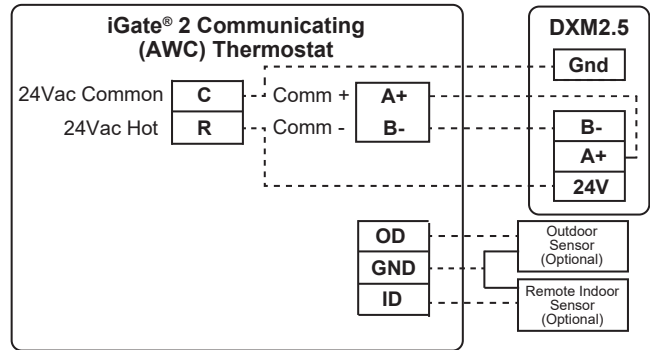 iGate® 2 Communicating
(AWC) Thermostat
DXM2.5
Gnd
24Vac Common C Comm + A+
24Vac Hot R Comm - B-
B-
A+
24V
OD
GND
ID
Outdoor
Sensor
(Optional)
Remote Indoor
Sensor
(Optional)